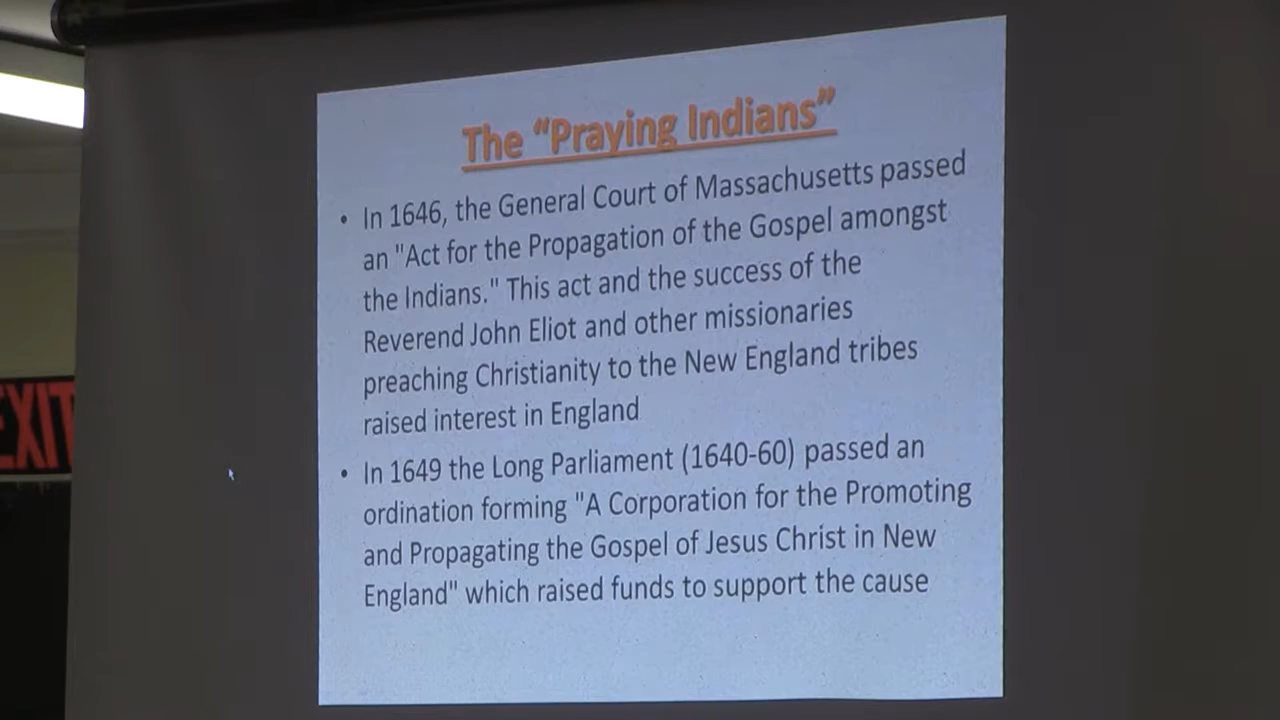 The “Praying Indians”
• In 1646, the General Court of Massachusetts passed
an "Act for the Propagation of the Gospel amongst
the Indians." This act and the success of the
Reverend John Eliot and other missionaries
preaching Christianity to the New England tribes
raised interest in England
• In 1649 the Long Parliament (1640-60) passed an
ordination forming "A Corporation for the Promoting
and Propagating the Gospel of Jesus Christ in New
England" which raised funds to support the cause
EXIT